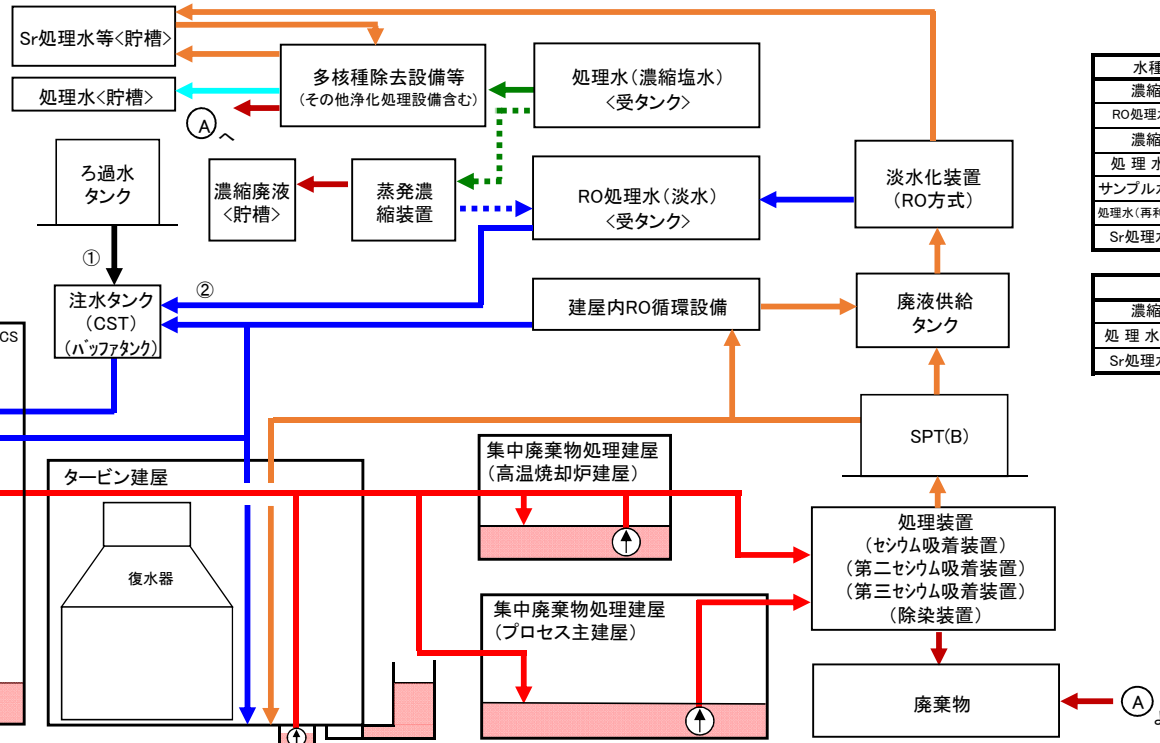 Sr処理水等<貯槽>
処理水<貯槽>
多核種除去設備等
(その他浄化処理設備含む)
処理水(濃縮塩水)
<受タンク>
A
へ
ろ過水
タンク
濃縮廃液
<貯槽>
蒸発濃
縮装置
RO処理水(淡水)
<受タンク>
淡水化装置
(RO方式)
①
②
注水タンク
(CST)
(バッファタンク)
建屋内RO循環設備
廃液供給
タンク
CS
SPT(B)
タービン建屋
復水器
集中廃棄物処理建屋
(高温焼却炉建屋)
集中廃棄物処理建屋
(プロセス主建屋)
処理装置
(セシウム吸着装置)
(第二セシウム吸着装置)
(第三セシウム吸着装置)
(除染装置)
廃棄物
A
水種
濃縮
RO処理水
濃縮
処理水
サンプル水
処理水(再利
Sr処理水
濃縮
処理水
Sr処理水